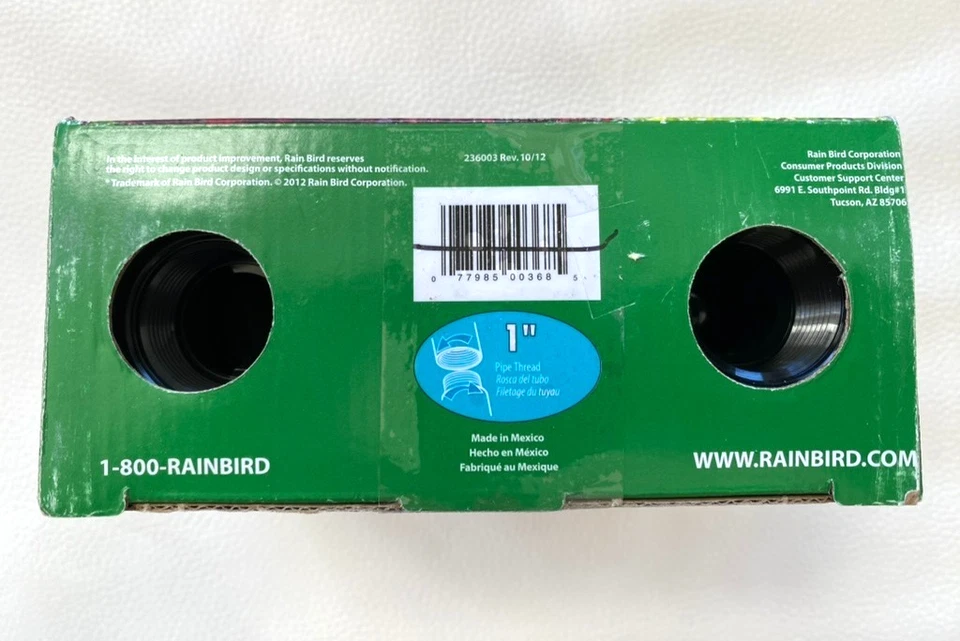 In the interest of product improvement, Rain Bird reserves
the right to change product design or specifications without notification.
* Trademark of Rain Bird Corporation. © 2012 Rain Bird Corporation.
236003 Rev. 10/12
Rain Bird Corporation
Consumer Products Division
Customer Support Center
6991 E. Southpoint Rd. Bldg#1
Tucson, AZ 85706
0 77985 00368 5
1"
Pipe Thread
Rosca del tubo
Filetage du tuyau
Made in Mexico
Hecho en México
Fabriqué au Mexique
1-800-RAINBIRD
WWW.RAINBIRD.COM